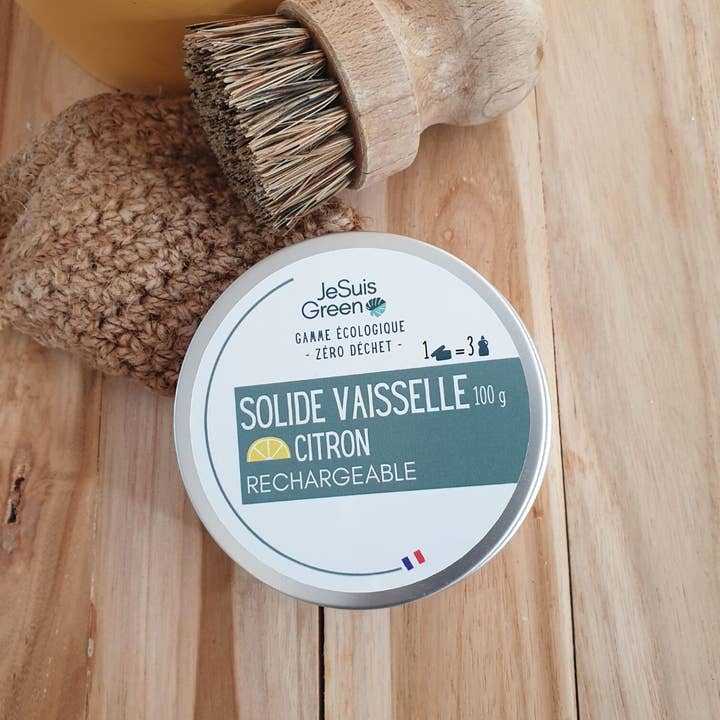 JeSuis
Green
GAMME ÉCOLOGIQUE
- ZÉRO DÉCHET -
1 = 3
SOLIDE VAISSELLE 100 g
CITRON
RECHARGEABLE